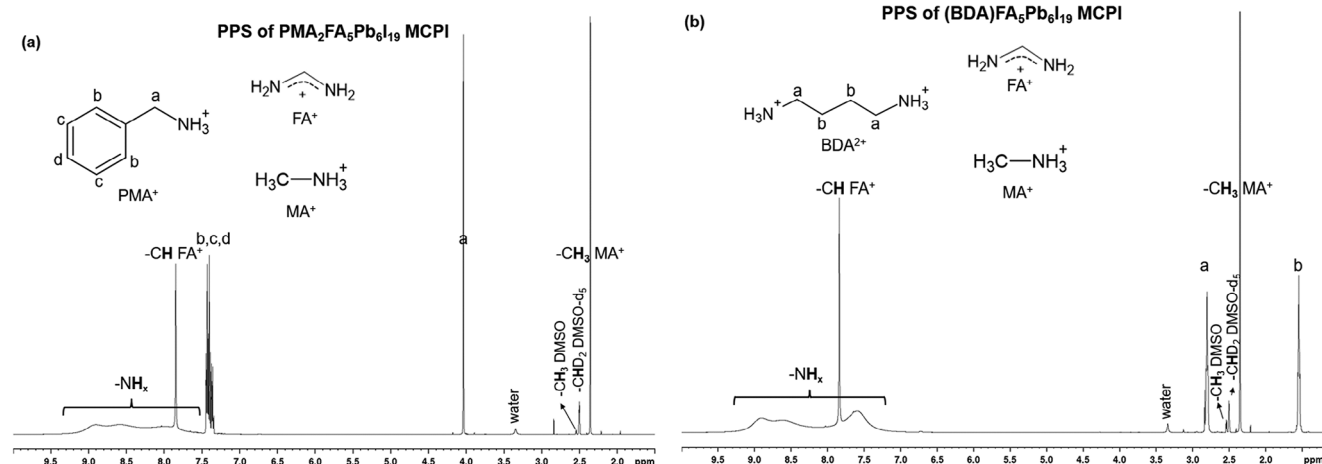 (a)
PPS of PMA₂FA₅Pb₆I₁₉ MCPI
b
a
c
NH₃⁺
d
b
c
PMA⁺
H₂N
NH₂
+
FA⁺
H₃C—NH₃⁺
MA⁺
-CH FA⁺
b,c,d
a
-CH₃ MA⁺
-NHₓ
water
-CH₃ DMSO
-CHD₂ DMSO-d₅
9.5 9.0 8.5 8.0 7.5 7.0 6.5 6.0 5.5 5.0 4.5 4.0 3.5 3.0 2.5 2.0 ppm
(b)
PPS of (BDA)FA₅Pb₆I₁₉ MCPI
H₂N
NH₂
+
FA⁺
H₃N⁺
a
b
b
a
NH₃⁺
BDA²⁺
H₃C—NH₃⁺
MA⁺
-CH FA⁺
-CH₃ MA⁺
a
b
-NHₓ
water
-CH₃ DMSO
-CHD₂ DMSO-d₅
9.5 9.0 8.5 8.0 7.5 7.0 6.5 6.0 5.5 5.0 4.5 4.0 3.5 3.0 2.5 2.0 ppm